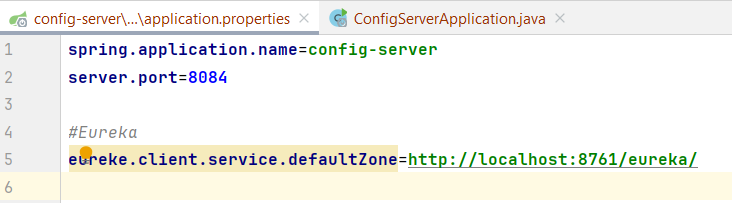 config-server\...\application.properties
ConfigServerApplication.java
1 spring.application.name=config-server
2 server.port=8084
3
4 #Eureka
5 eureke.client.service.defaultZone=http://localhost:8761/eureka/
6